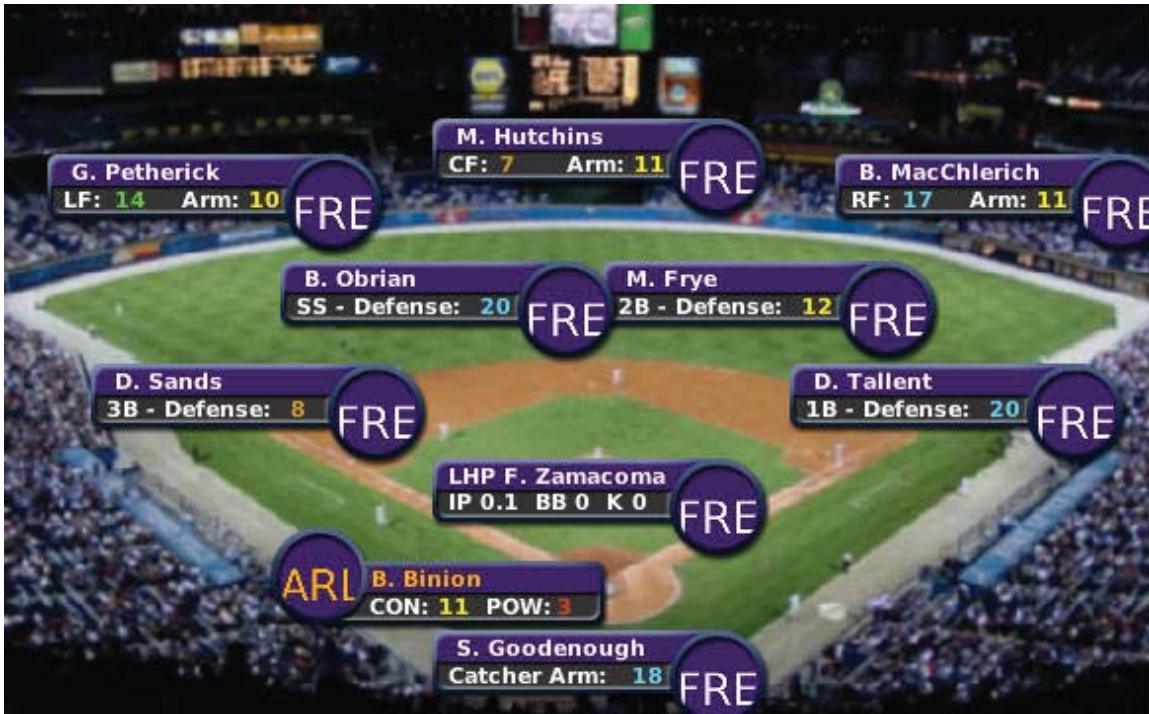 M. Hutchins
CF: 7 Arm: 11
FRE
G. Petherick
LF: 14 Arm: 10
FRE
B. MacChlerich
RF: 17 Arm: 11
FRE
B. Obrian
SS - Defense: 20
FRE
M. Frye
2B - Defense: 12
FRE
D. Sands
3B - Defense: 8
FRE
D. Tallent
1B - Defense: 20
FRE
LHP F. Zamacoma
IP 0.1 BB 0 K 0
FRE
ARL
B. Binion
CON: 11 POW: 3
S. Goodenough
Catcher Arm: 18
FRE